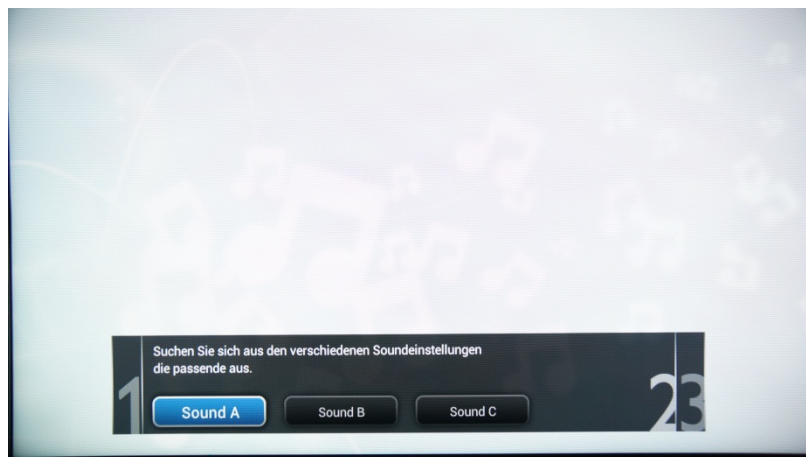 Suchen Sie sich aus den verschiedenen Soundeinstellungen
die passende aus.
1
Sound A
Sound B
Sound C
2
3